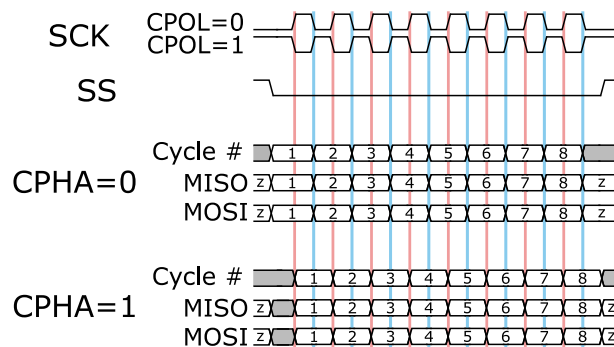 SCK CPOL=0
CPOL=1
SS
CPHA=0
Cycle # 1 2 3 4 5 6 7 8
MISO z 1 2 3 4 5 6 7 8 z
MOSI z 1 2 3 4 5 6 7 8 z
CPHA=1
Cycle # 1 2 3 4 5 6 7 8
MISO z 1 2 3 4 5 6 7 8 z
MOSI z 1 2 3 4 5 6 7 8 z